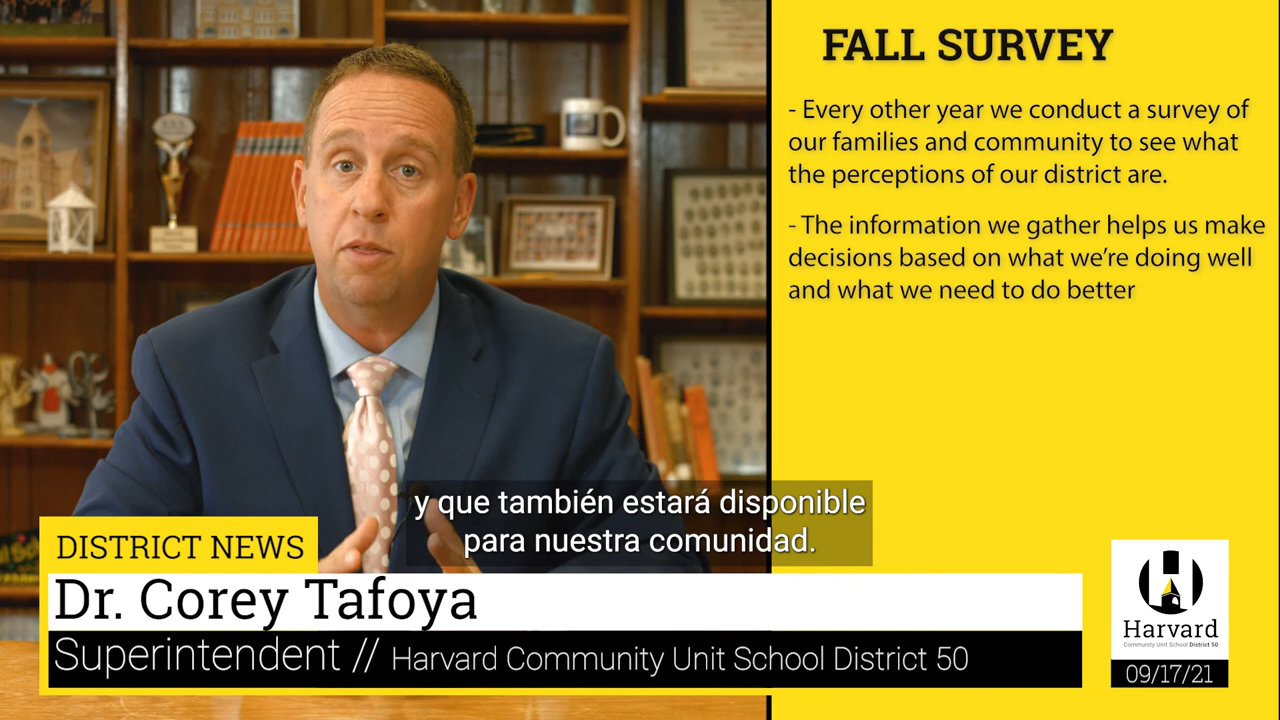 FALL SURVEY
- Every other year we conduct a survey of
our families and community to see what
the perceptions of our district are.
- The information we gather helps us make
decisions based on what we’re doing well
and what we need to do better
y que también estará disponible
para nuestra comunidad.
DISTRICT NEWS
Dr. Corey Tafoya
Superintendent // Harvard Community Unit School District 50
Harvard
Community Unit School District 50
09/17/21